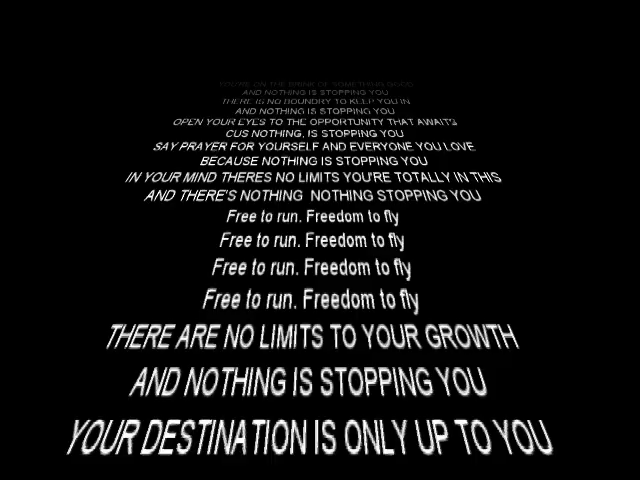 YOU'RE ON THE BRINK OF SOMETHING GOOD
AND NOTHING IS STOPPING YOU
THERE IS NO BOUNDRY TO KEEP YOU IN
AND NOTHING IS STOPPING YOU
OPEN YOUR EYES TO THE OPPORTUNITY THAT AWAITS
CUS NOTHING, IS STOPPING YOU
SAY PRAYER FOR YOURSELF AND EVERYONE YOU LOVE
BECAUSE NOTHING IS STOPPING YOU
IN YOUR MIND THERES NO LIMITS YOU'RE TOTALLY IN THIS
AND THERE'S NOTHING NOTHING STOPPING YOU
Free to run. Freedom to fly
Free to run. Freedom to fly
Free to run. Freedom to fly
Free to run. Freedom to fly
THERE ARE NO LIMITS TO YOUR GROWTH
AND NOTHING IS STOPPING YOU
YOUR DESTINATION IS ONLY UP TO YOU